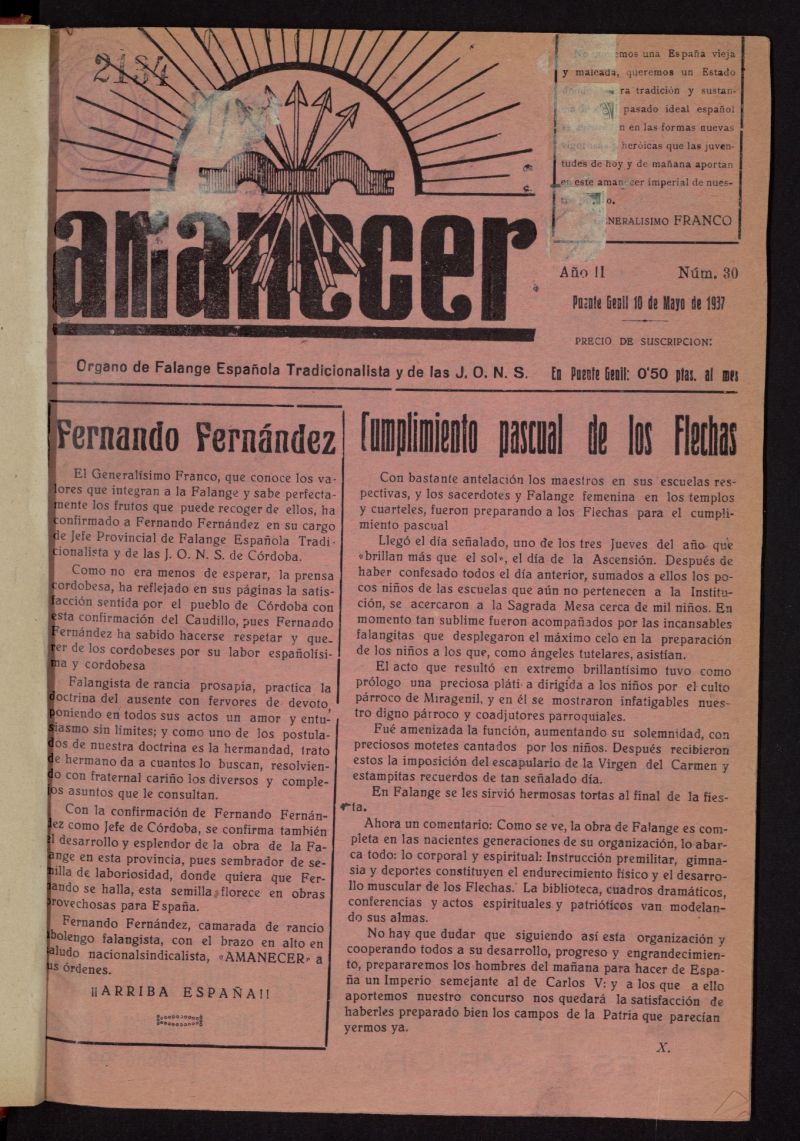 2134
No emos una España vieja
y maleada, queremos un Estado
ra tradición y sustan-
pasado ideal español
n en las formas nuevas
heróicas que las juven-
tudes de hoy y de mañana aportan
en este amanecer imperial de nues-
o.
ENERALISIMO FRANCO
amanecer
Año II Núm. 30
Puente Genil 10 de Mayo de 1937
PRECIO DE SUSCRIPCION:
En Puente Genil: 0'50 ptas. al mes
Organo de Falange Española Tradicionalista y de las J. O. N. S.
Fernando Fernández
El Generalísimo Franco, que conoce los va-
lores que integran a la Falange y sabe perfecta-
mente los frutos que puede recoger de ellos, ha
confirmado a Fernando Fernández en su cargo
de Jefe Provincial de Falange Española Tradi-
cionalista y de las J. O. N. S. de Córdoba.
Como no era menos de esperar, la prensa
cordobesa, ha reflejado en sus páginas la satis-
facción sentida por el pueblo de Córdoba con
esta confirmación del Caudillo, pues Fernando
Fernández ha sabido hacerse respetar y que-
rer de los cordobeses por su labor españolísi-
ma y cordobesa
Falangista de rancia prosapia, practica la
doctrina del ausente con fervores de devoto,
poniendo en todos sus actos un amor y entu-
siasmo sin límites; y como uno de los postula-
dos de nuestra doctrina es la hermandad, trato
de hermano da a cuantos lo buscan, resolvien-
do con fraternal cariño los diversos y comple-
jos asuntos que le consultan.
Con la confirmación de Fernando Fernán-
ez como Jefe de Córdoba, se confirma también
l desarrollo y esplendor de la obra de la Fa-
ange en esta provincia, pues sembrador de se-
illa de laboriosidad, donde quiera que Fer-
ando se halla, esta semilla florece en obras
rovechosas para España.
Fernando Fernández, camarada de rancio
bolengo falangista, con el brazo en alto en
aludo nacionalsindicalista, «AMANECER» a
us órdenes.
¡¡ARRIBA ESPAÑA!!
Cumplimiento pascual de los Flechas
Con bastante antelación los maestros en sus escuelas res-
pectivas, y los sacerdotes y Falange femenina en los templos
y cuarteles, fueron preparando a los Flechas para el cumpli-
miento pascual
Llegó el día señalado, uno de los tres Jueves del año que
«brillan más que el sol», el día de la Ascensión. Después de
haber confesado todos el día anterior, sumados a ellos los po-
cos niños de las escuelas que aún no pertenecen a la Institu-
ción, se acercaron a la Sagrada Mesa cerca de mil niños. En
momento tan sublime fueron acompañados por las incansables
falangitas que desplegaron el máximo celo en la preparación
de los niños a los que, como ángeles tutelares, asistían.
El acto que resultó en extremo brillantísimo tuvo como
prólogo una preciosa pláti a dirigida a los niños por el culto
párroco de Miragenil, y en él se mostraron infatigables nues-
tro digno párroco y coadjutores parroquiales.
Fué amenizada la función, aumentando su solemnidad, con
preciosos motetes cantados por los niños. Después recibieron
estos la imposición del escapulario de la Virgen del Carmen y
estampitas recuerdos de tan señalado día.
En Falange se les sirvió hermosas tortas al final de la fies-
ta.
Ahora un comentario: Como se ve, la obra de Falange es com-
pleta en las nacientes generaciones de su organización, lo abar-
ca todo: lo corporal y espiritual: Instrucción premilitar, gimna-
sia y deportes constituyen el endurecimiento físico y el desarro-
llo muscular de los Flechas. La biblioteca, cuadros dramáticos,
conferencias y actos espirituales y patrióticos van modelan-
do sus almas.
No hay que dudar que siguiendo así esta organización y
cooperando todos a su desarrollo, progreso y engrandecimien-
to, prepararemos los hombres del mañana para hacer de Espa-
ña un Imperio semejante al de Carlos V: y a los que a ello
aportemos nuestro concurso nos quedará la satisfacción de
haberles preparado bien los campos de la Patria que parecían
yermos ya.
X.